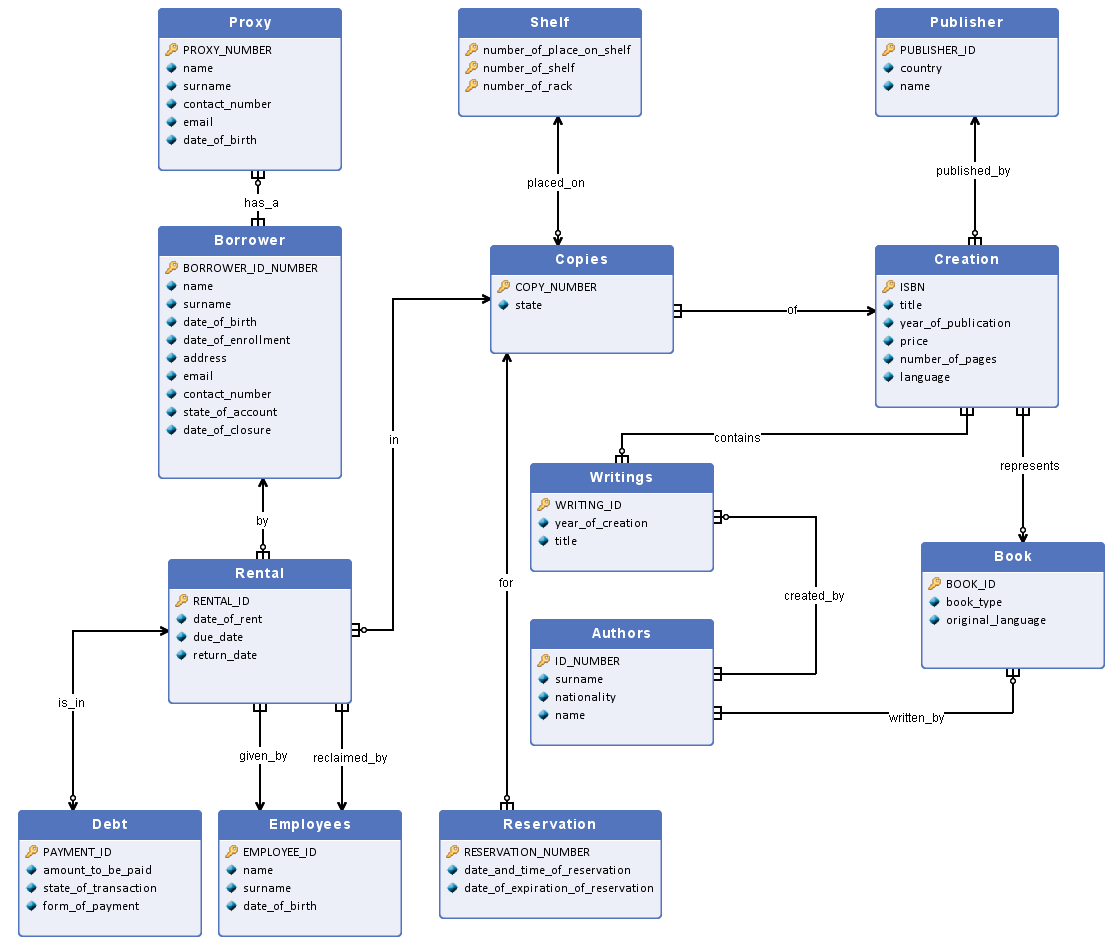 Proxy
PROXY_NUMBER
name
surname
contact_number
email
date_of_birth
Shelf
number_of_place_on_shelf
number_of_shelf
number_of_rack
Publisher
PUBLISHER_ID
country
name
has_a
placed_on
published_by
Borrower
BORROWER_ID_NUMBER
name
surname
date_of_birth
date_of_enrollment
address
email
contact_number
state_of_account
date_of_closure
Copies
COPY_NUMBER
state
of
Creation
ISBN
title
year_of_publication
price
number_of_pages
language
in
contains
represents
by
Writings
WRITING_ID
year_of_creation
title
Rental
RENTAL_ID
date_of_rent
due_date
return_date
for
created_by
Book
BOOK_ID
book_type
original_language
Authors
ID_NUMBER
surname
nationality
name
is_in
given_by
reclaimed_by
written_by
Debt
PAYMENT_ID
amount_to_be_paid
state_of_transaction
form_of_payment
Employees
EMPLOYEE_ID
name
surname
date_of_birth
Reservation
RESERVATION_NUMBER
date_and_time_of_reservation
date_of_expiration_of_reservation